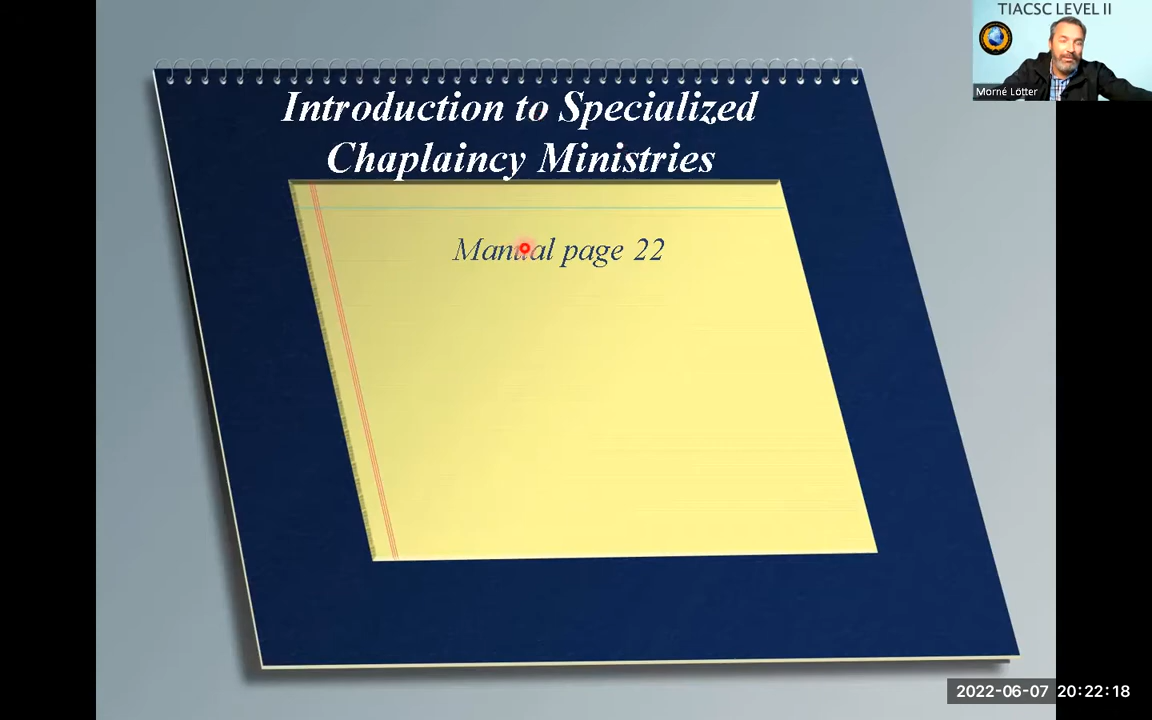 TIACSC LEVEL II
Morné Lötter
Introduction to Specialized
Chaplaincy Ministries
Manual page 22
2022-06-07 20:22:18